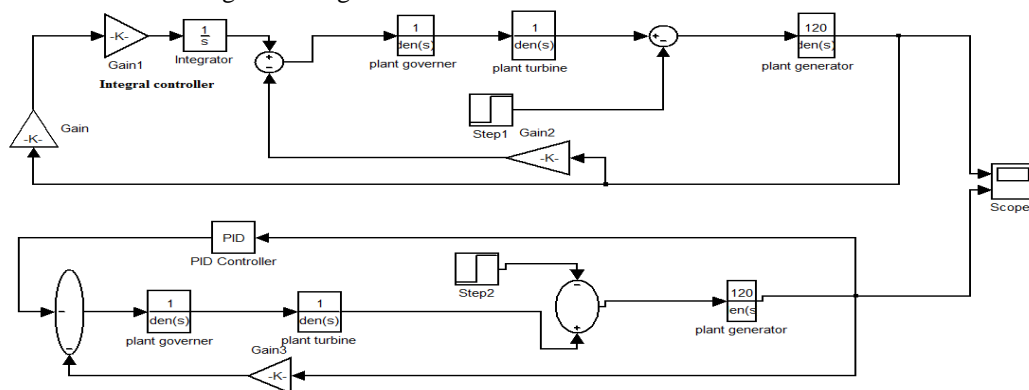 -K-
Gain1
1
s
Integrator
Integral controller
+
−
1
den(s)
plant governer
1
den(s)
plant turbine
+
−
120
den(s)
plant generator
-K-
Gain
Step1
Gain2
-K-
Scope
PID
PID Controller
Step2
−
−
1
den(s)
plant governer
1
den(s)
plant turbine
−
+
120
en(s
plant generator
Gain3
-K-